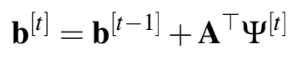 𝐛^[t] = 𝐛^[t−1] + 𝐀^⊤ Ψ^[t]